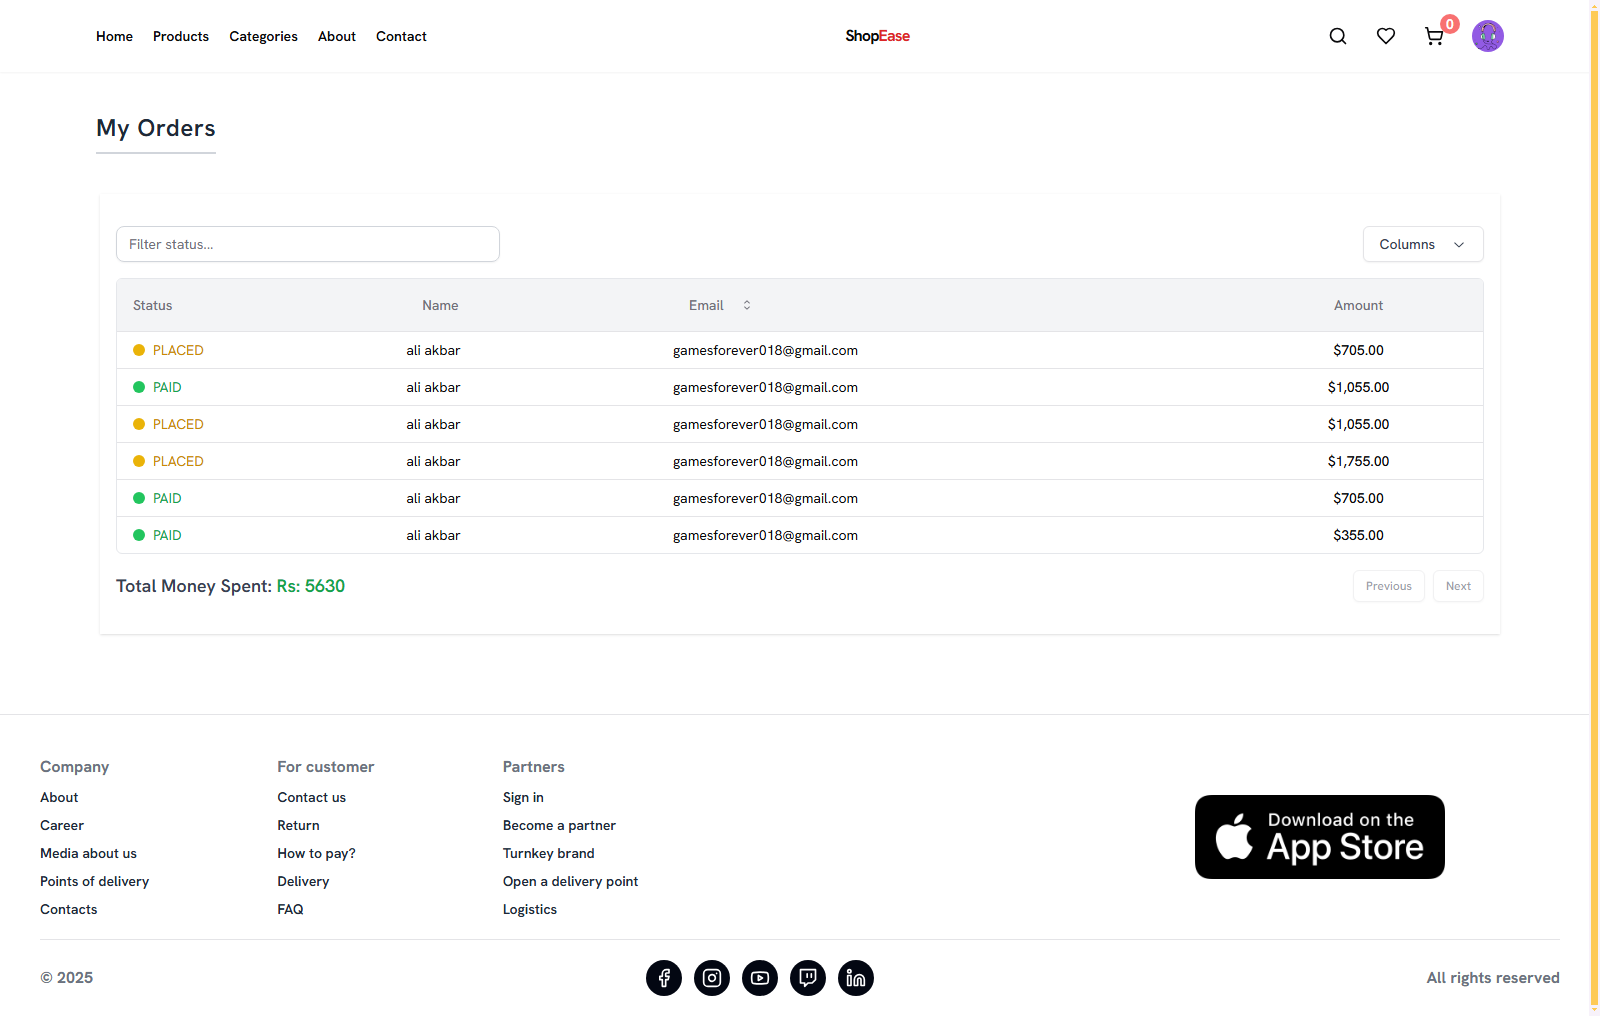 Home Products Categories About Contact ShopEase 0
My Orders
Filter status... Columns
Status Name Email Amount
PLACED ali akbar gamesforever018@gmail.com $705.00
PAID ali akbar gamesforever018@gmail.com $1,055.00
PLACED ali akbar gamesforever018@gmail.com $1,055.00
PLACED ali akbar gamesforever018@gmail.com $1,755.00
PAID ali akbar gamesforever018@gmail.com $705.00
PAID ali akbar gamesforever018@gmail.com $355.00
Total Money Spent: Rs: 5630 Previous Next
Company
About
Career
Media about us
Points of delivery
Contacts
For customer
Contact us
Return
How to pay?
Delivery
FAQ
Partners
Sign in
Become a partner
Turnkey brand
Open a delivery point
Logistics
Download on the
App Store
© 2025 All rights reserved